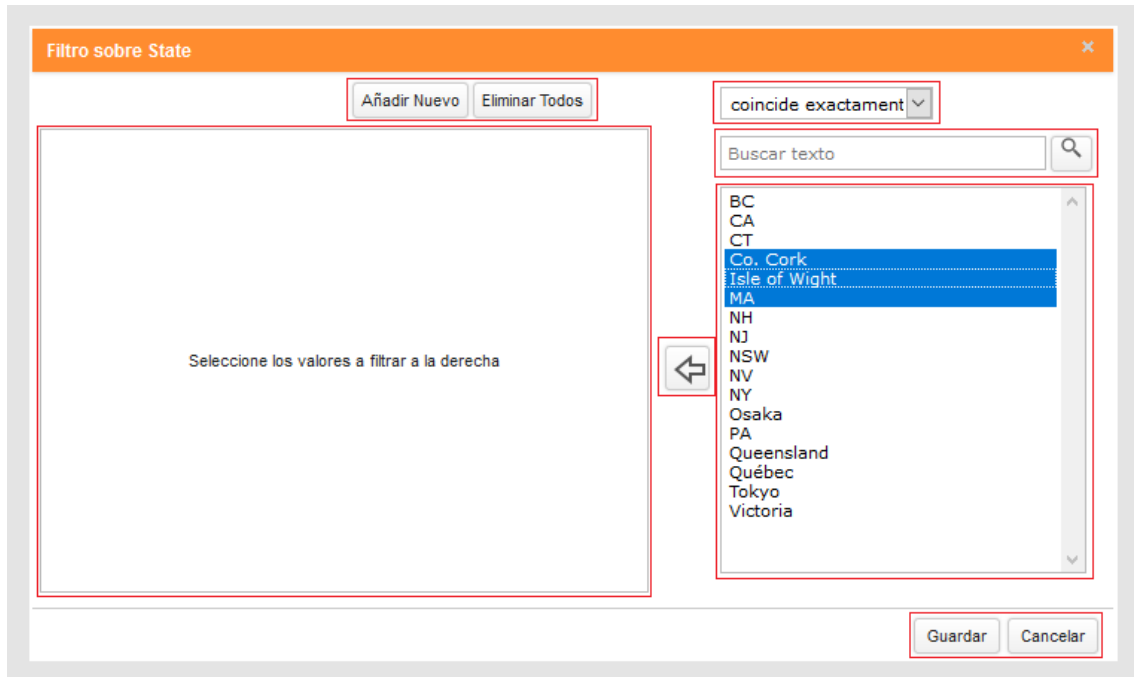 Filtro sobre State ×
Añadir Nuevo Eliminar Todos
Seleccione los valores a filtrar a la derecha
coincide exactament
Buscar texto
BC
CA
CT
Co. Cork
Isle of Wight
MA
NH
NJ
NSW
NV
NY
Osaka
PA
Queensland
Québec
Tokyo
Victoria
Guardar Cancelar